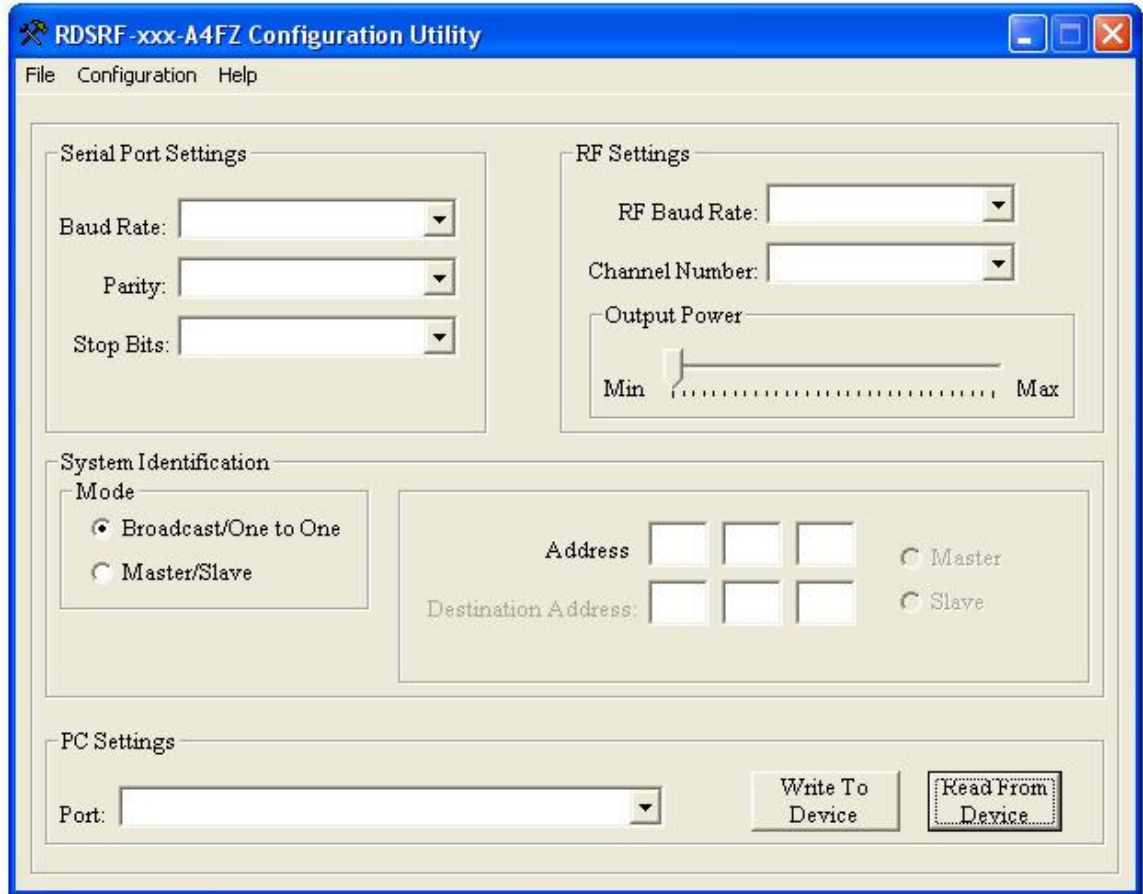 RDSRF-xxx-A4FZ Configuration Utility
File Configuration Help
Serial Port Settings
Baud Rate:
Parity:
Stop Bits:
RF Settings
RF Baud Rate:
Channel Number:
Output Power
Min Max
System Identification
Mode
Broadcast/One to One
Master/Slave
Address
Destination Address:
Master
Slave
PC Settings
Port:
Write To
Device
Read From
Device